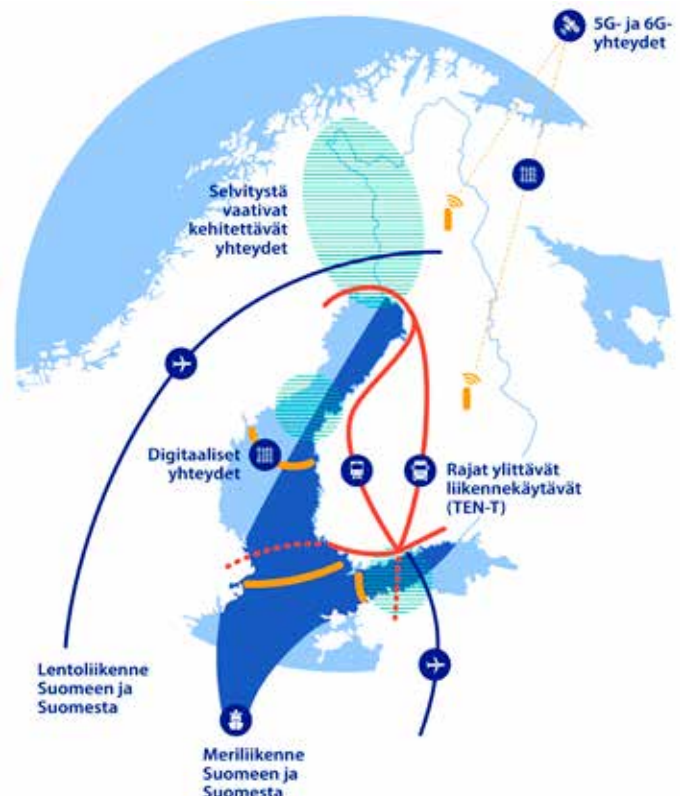 5G- ja 6G-
yhteydet
Selvitystä
vaativat
kehitettävät
yhteydet
Digitaaliset
yhteydet
Rajat ylittävät
liikennekäytävät
(TEN-T)
Lentoliikenne
Suomeen ja
Suomesta
Meriliikenne
Suomeen ja
Suomesta